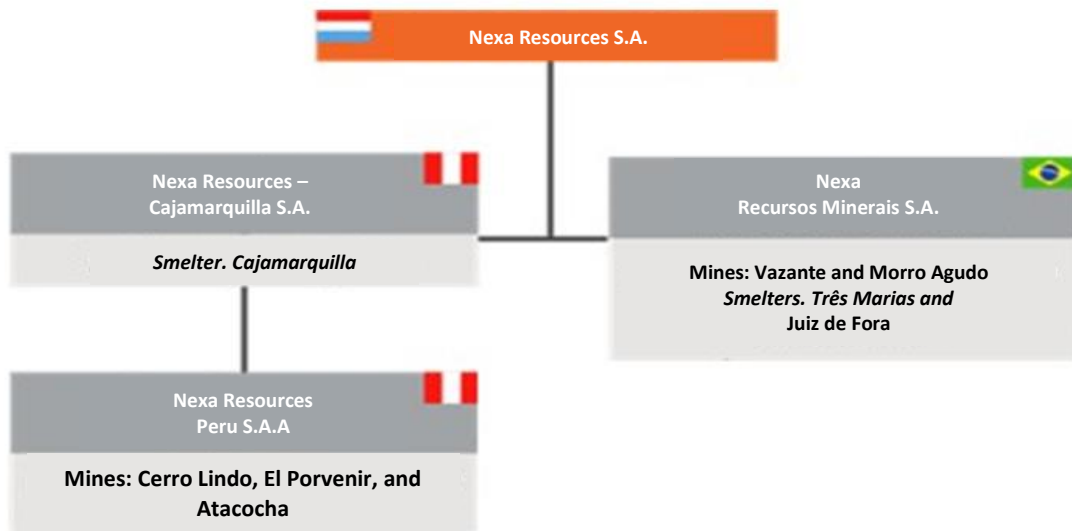 Nexa Resources S.A.
Nexa Resources –
Cajamarquilla S.A.
Smelter. Cajamarquilla
Nexa
Recursos Minerais S.A.
Mines: Vazante and Morro Agudo
Smelters. Três Marias and
Juiz de Fora
Nexa Resources
Peru S.A.A
Mines: Cerro Lindo, El Porvenir, and
Atacocha